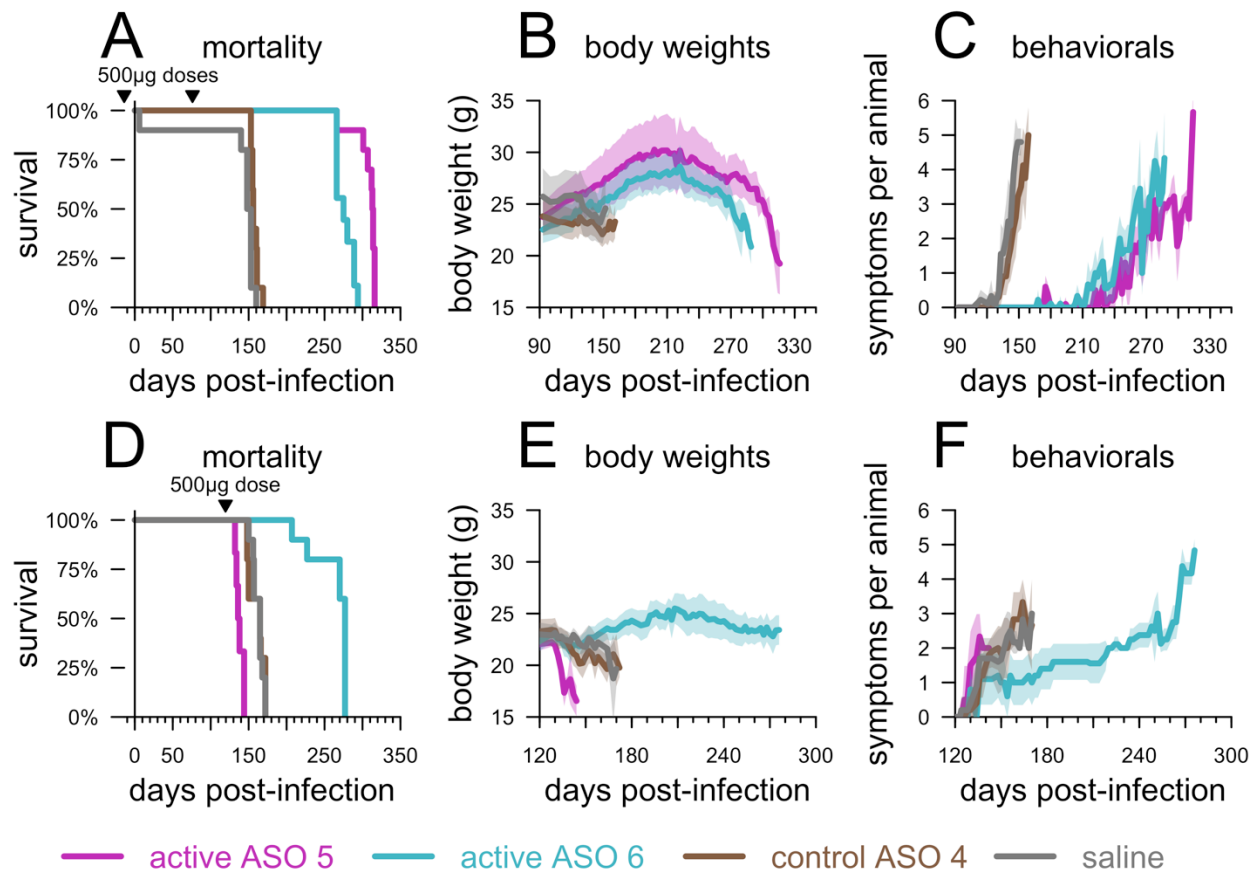 A mortality
500µg doses
survival
100%
75%
50%
25%
0%
0 50 150 250 350
days post-infection
B body weights
body weight (g)
35
30
25
20
15
90 150 210 270 330
days post-infection
C behaviorals
symptoms per animal
6
5
4
3
2
1
0
90 150 210 270 330
days post-infection
D mortality
500µg dose
survival
100%
75%
50%
25%
0%
0 50 150 250 350
days post-infection
E body weights
body weight (g)
35
30
25
20
15
120 180 240 300
days post-infection
F behaviorals
symptoms per animal
6
5
4
3
2
1
0
120 180 240 300
days post-infection
active ASO 5 active ASO 6 control ASO 4 saline